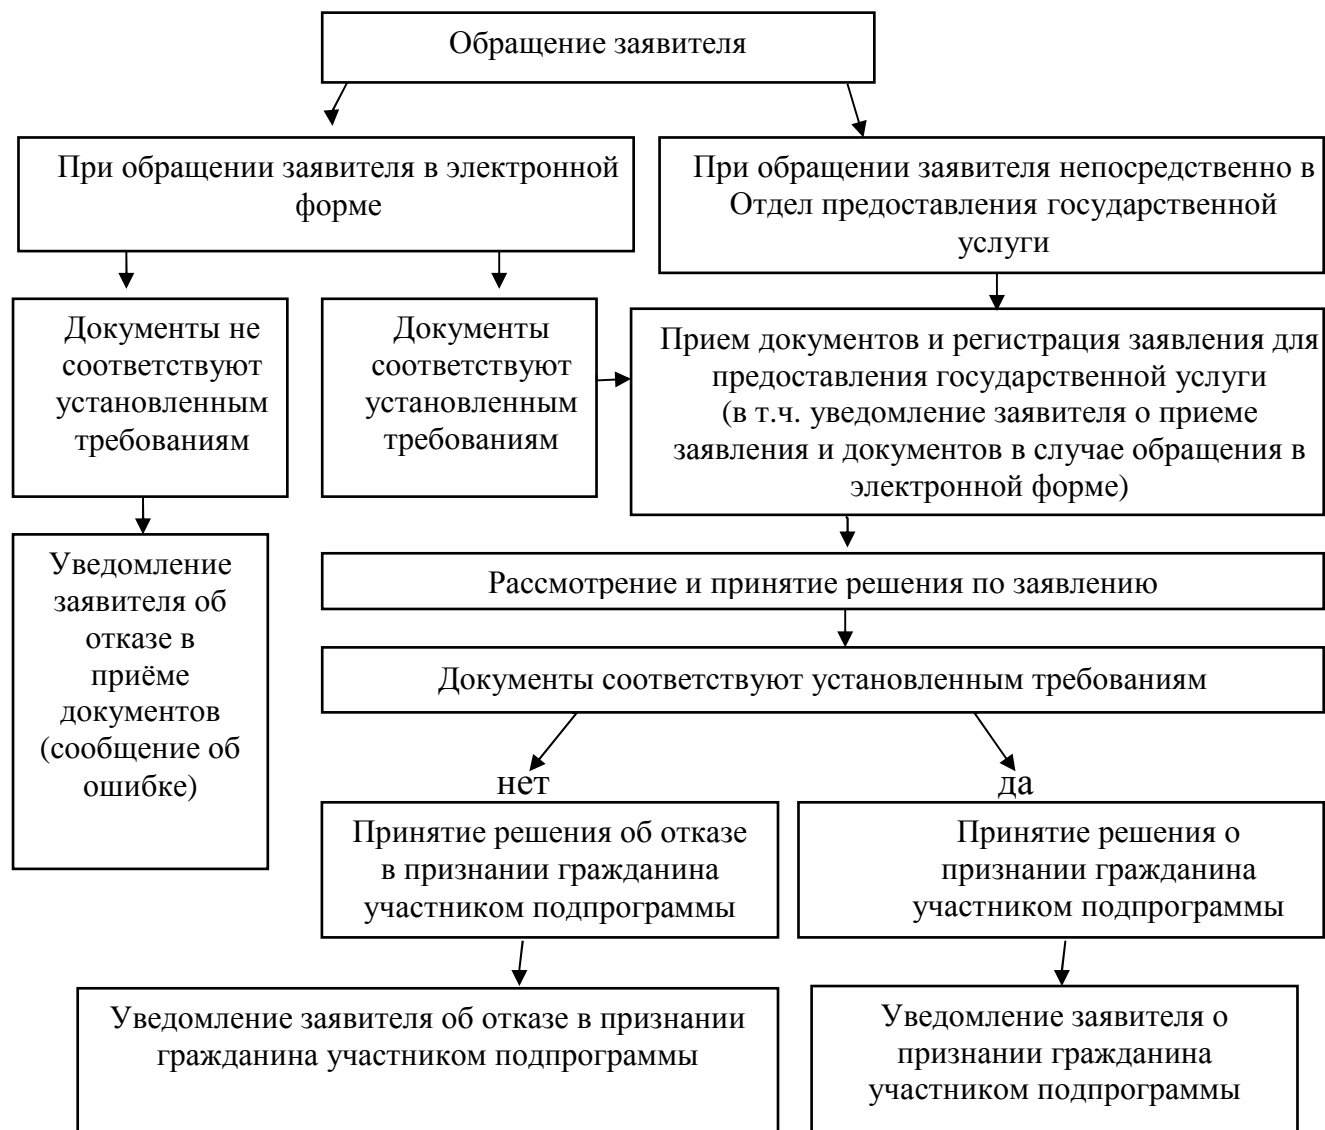 Обращение заявителя
При обращении заявителя в электронной
форме
При обращении заявителя непосредственно в
Отдел предоставления государственной
услуги
Документы не
соответствуют
установленным
требованиям
Документы
соответствуют
установленным
требованиям
Прием документов и регистрация заявления для
предоставления государственной услуги
(в т.ч. уведомление заявителя о приеме
заявления и документов в случае обращения в
электронной форме)
Уведомление
заявителя об
отказе в
приёме
документов
(сообщение об
ошибке)
Рассмотрение и принятие решения по заявлению
Документы соответствуют установленным требованиям
нет
да
Принятие решения об отказе
в признании гражданина
участником подпрограммы
Принятие решения о
признании гражданина
участником подпрограммы
Уведомление заявителя об отказе в признании
гражданина участником подпрограммы
Уведомление заявителя о
признании гражданина
участником подпрограммы